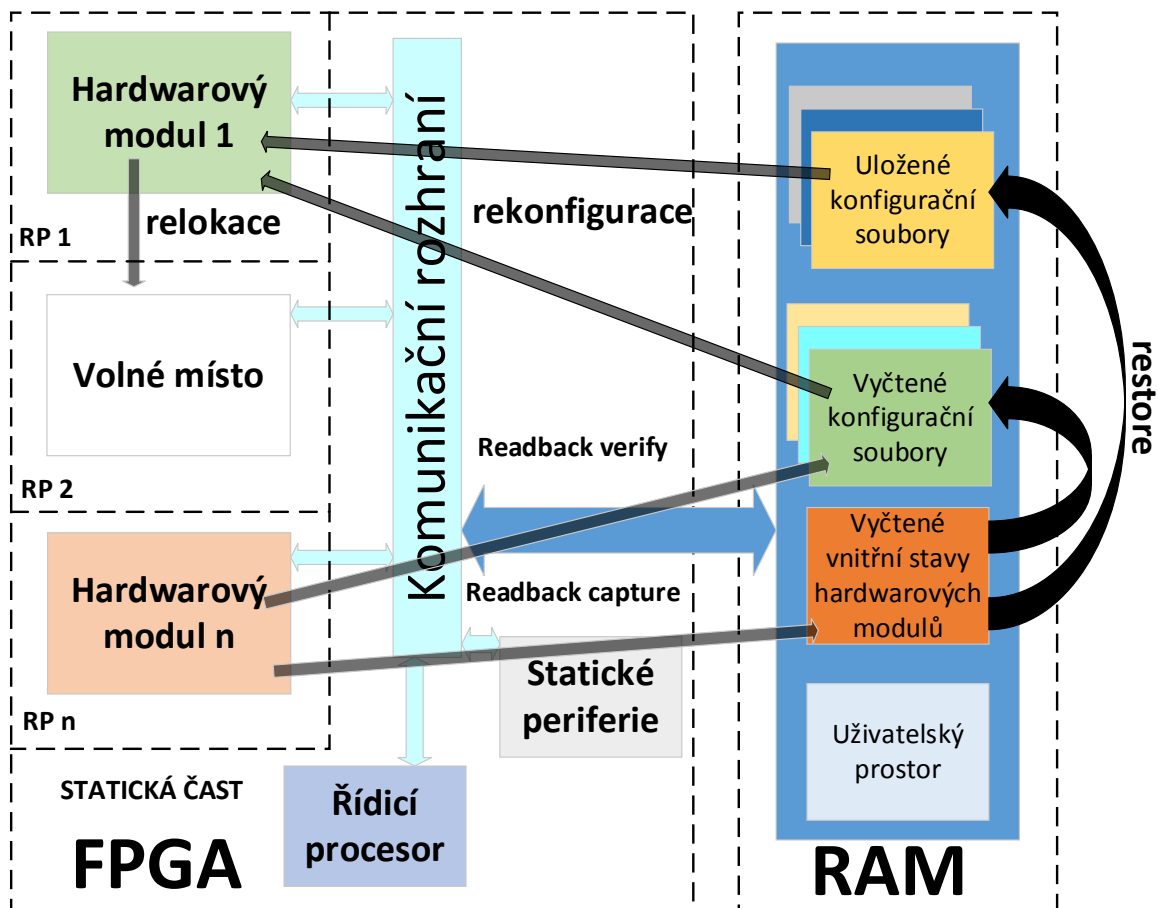 Hardwarový
modul 1
RP 1
relokace
Volné místo
RP 2
Hardwarový
modul n
RP n
STATICKÁ ČAST
FPGA
Komunikační rozhraní
rekonfigurace
Readback verify
Readback capture
Statické
periferie
Řídicí
procesor
Uložené
konfigurační
soubory
Vyčtené
konfigurační
soubory
Vyčtené
vnitřní stavy
hardwarových
modulů
Uživatelský
prostor
RAM
restore